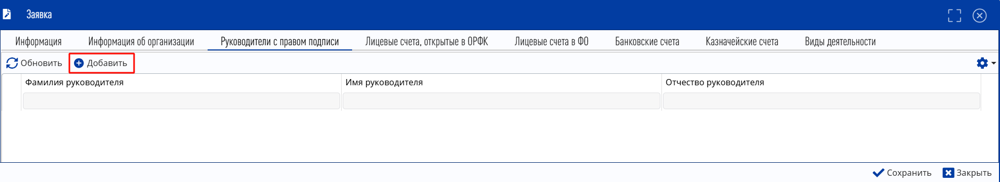 Заявка
Информация Информация об организации Руководители с правом подписи Лицевые счета, открытые в ОРФК Лицевые счета в ФО Банковские счета Казначейские счета Виды деятельности
Обновить Добавить
Фамилия руководителя Имя руководителя Отчество руководителя
Сохранить Закрыть